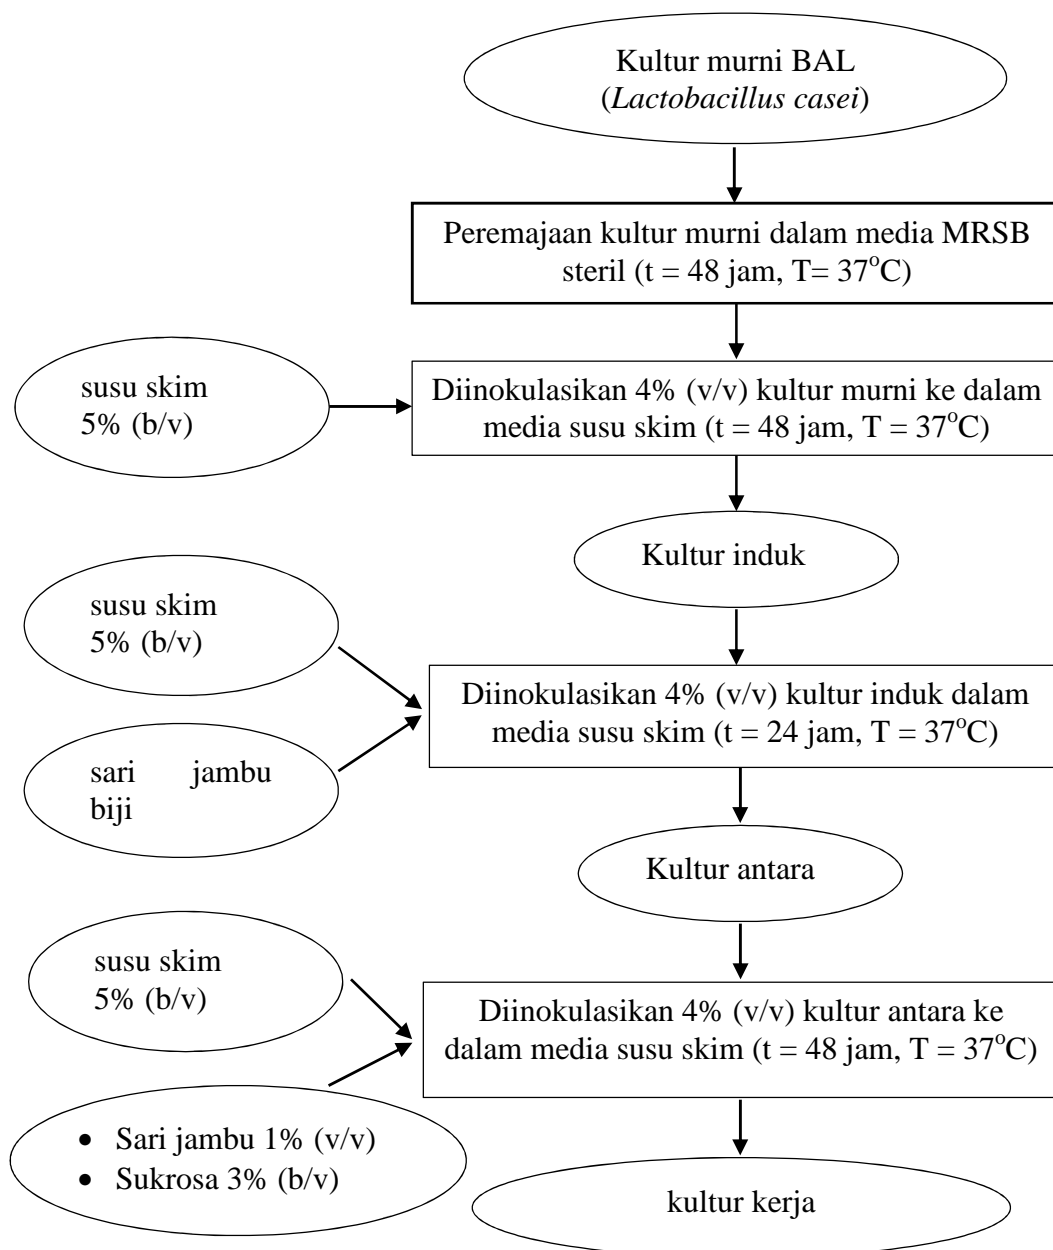 Kultur murni BAL
(Lactobacillus casei)
Peremajaan kultur murni dalam media MRSB
steril (t = 48 jam, T= 37°C)
susu skim
5% (b/v)
Diinokulasikan 4% (v/v) kultur murni ke dalam
media susu skim (t = 48 jam, T = 37°C)
Kultur induk
susu skim
5% (b/v)
sari jambu
biji
Diinokulasikan 4% (v/v) kultur induk dalam
media susu skim (t = 24 jam, T = 37°C)
Kultur antara
susu skim
5% (b/v)
• Sari jambu 1% (v/v)
• Sukrosa 3% (b/v)
Diinokulasikan 4% (v/v) kultur antara ke
dalam media susu skim (t = 48 jam, T = 37°C)
kultur kerja